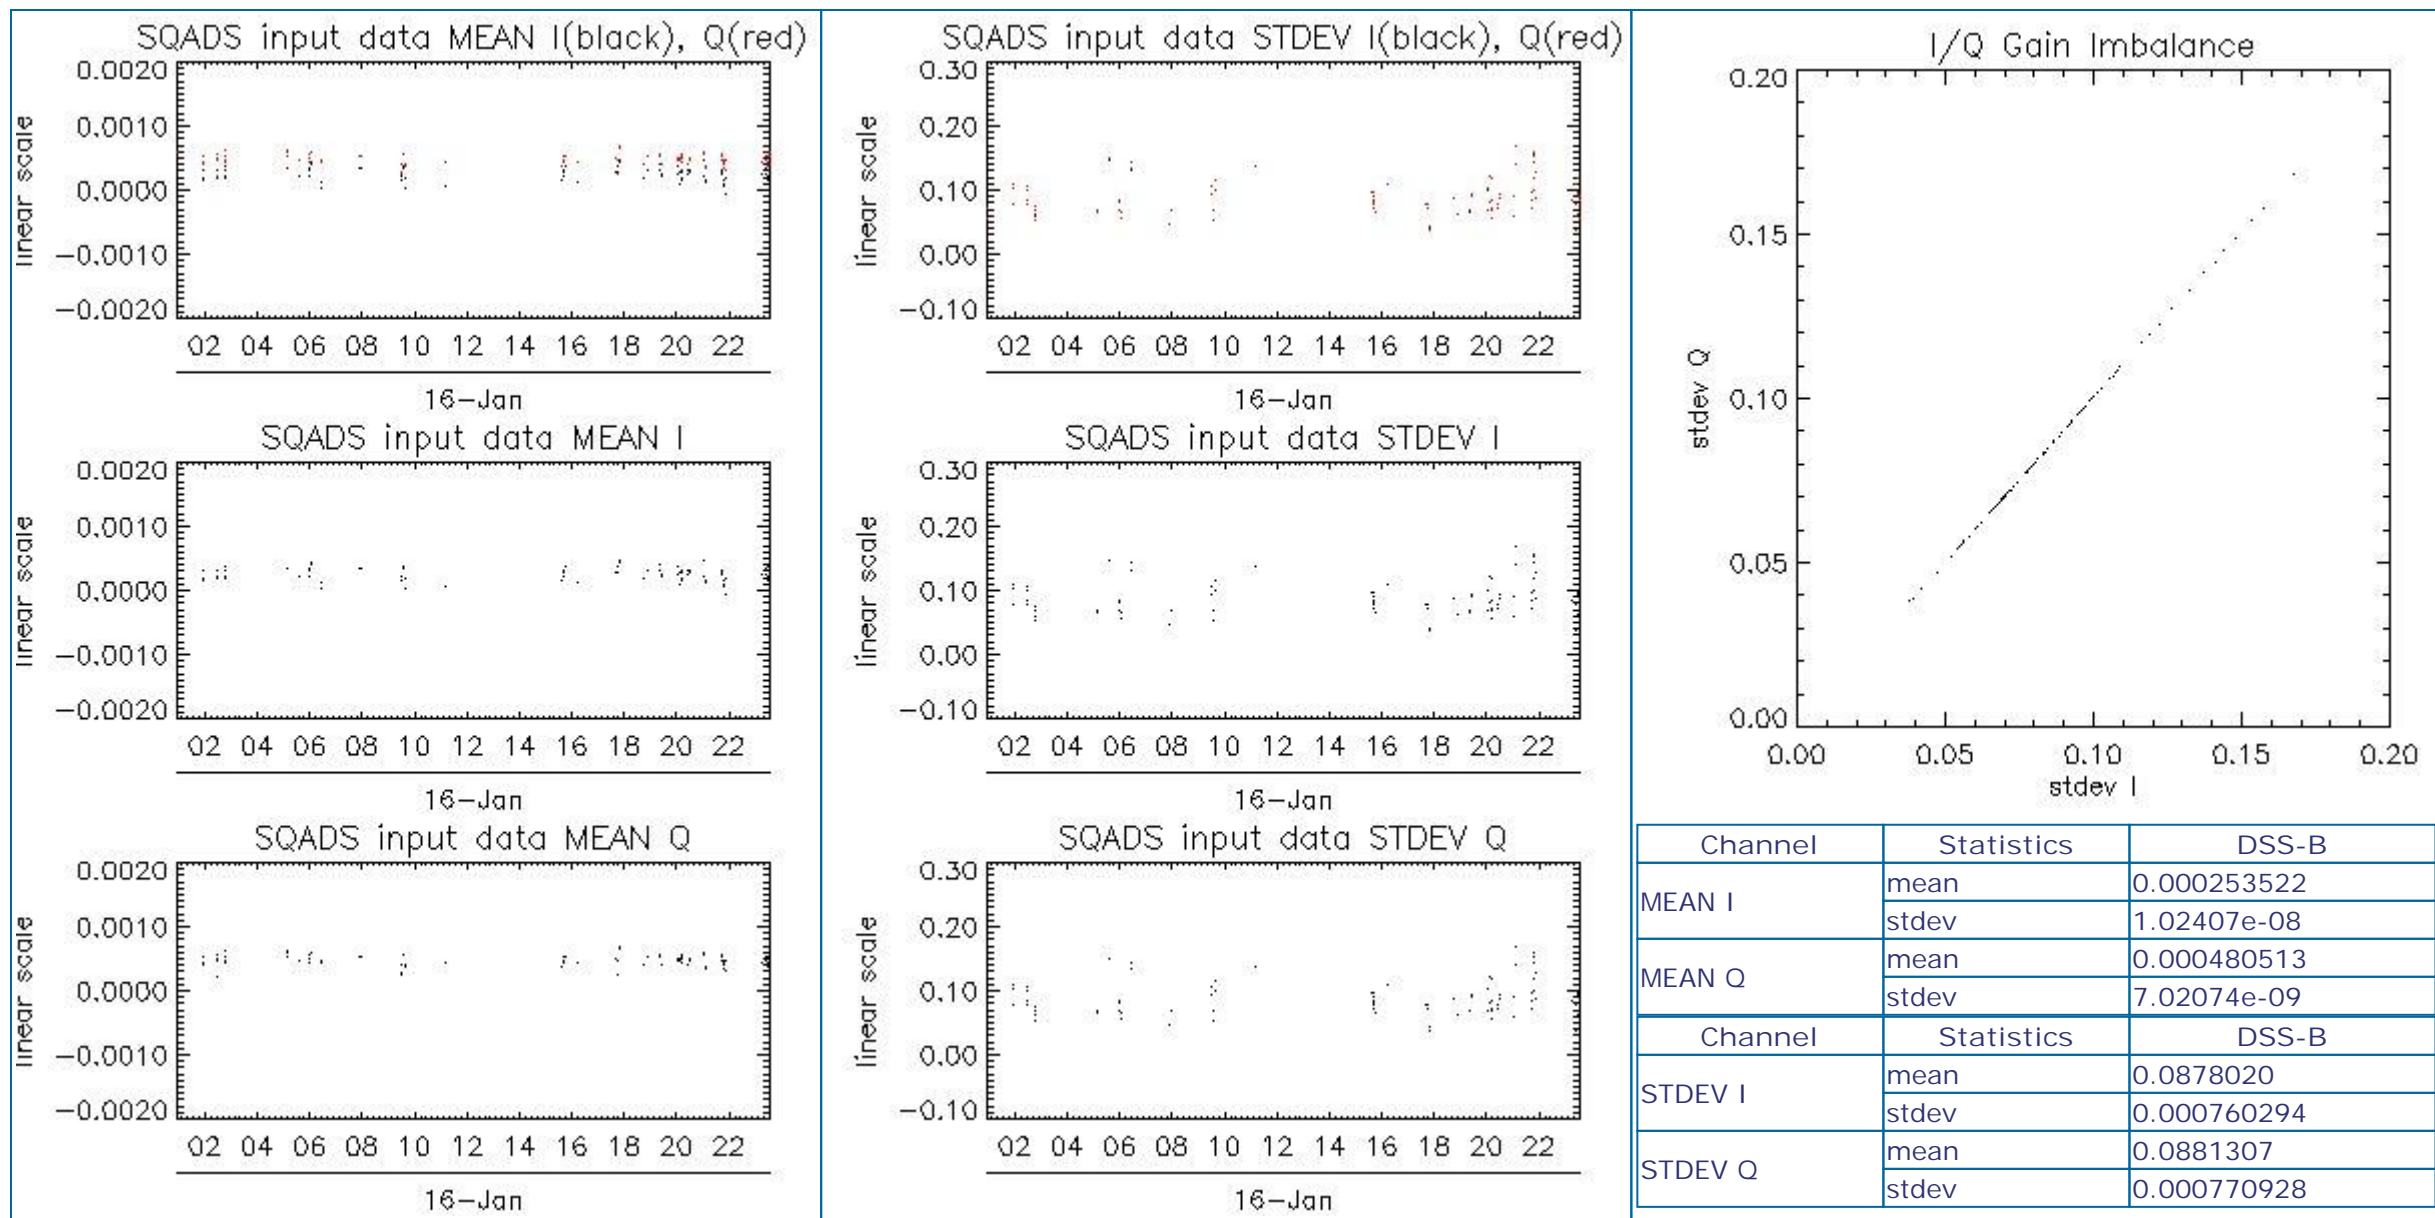 SQADS input data MEAN I(black), Q(red)
0.0020
0.0010
0.0000
−0.0010
−0.0020
linear scale
02 04 06 08 10 12 14 16 18 20 22
16−Jan
SQADS input data MEAN I
0.0020
0.0010
0.0000
−0.0010
−0.0020
linear scale
02 04 06 08 10 12 14 16 18 20 22
16−Jan
SQADS input data MEAN Q
0.0020
0.0010
0.0000
−0.0010
−0.0020
linear scale
02 04 06 08 10 12 14 16 18 20 22
16−Jan
SQADS input data STDEV I(black), Q(red)
0.30
0.20
0.10
0.00
−0.10
linear scale
02 04 06 08 10 12 14 16 18 20 22
16−Jan
SQADS input data STDEV I
0.30
0.20
0.10
0.00
−0.10
linear scale
02 04 06 08 10 12 14 16 18 20 22
16−Jan
SQADS input data STDEV Q
0.30
0.20
0.10
0.00
−0.10
linear scale
02 04 06 08 10 12 14 16 18 20 22
16−Jan
I/Q Gain Imbalance
0.20
0.15
0.10
0.05
0.00
stdev Q
0.00 0.05 0.10 0.15 0.20
stdev I
Channel Statistics DSS-B
MEAN I mean 0.000253522
stdev 1.02407e-08
MEAN Q mean 0.000480513
stdev 7.02074e-09
Channel Statistics DSS-B
STDEV I mean 0.0878020
stdev 0.000760294
STDEV Q mean 0.0881307
stdev 0.000770928